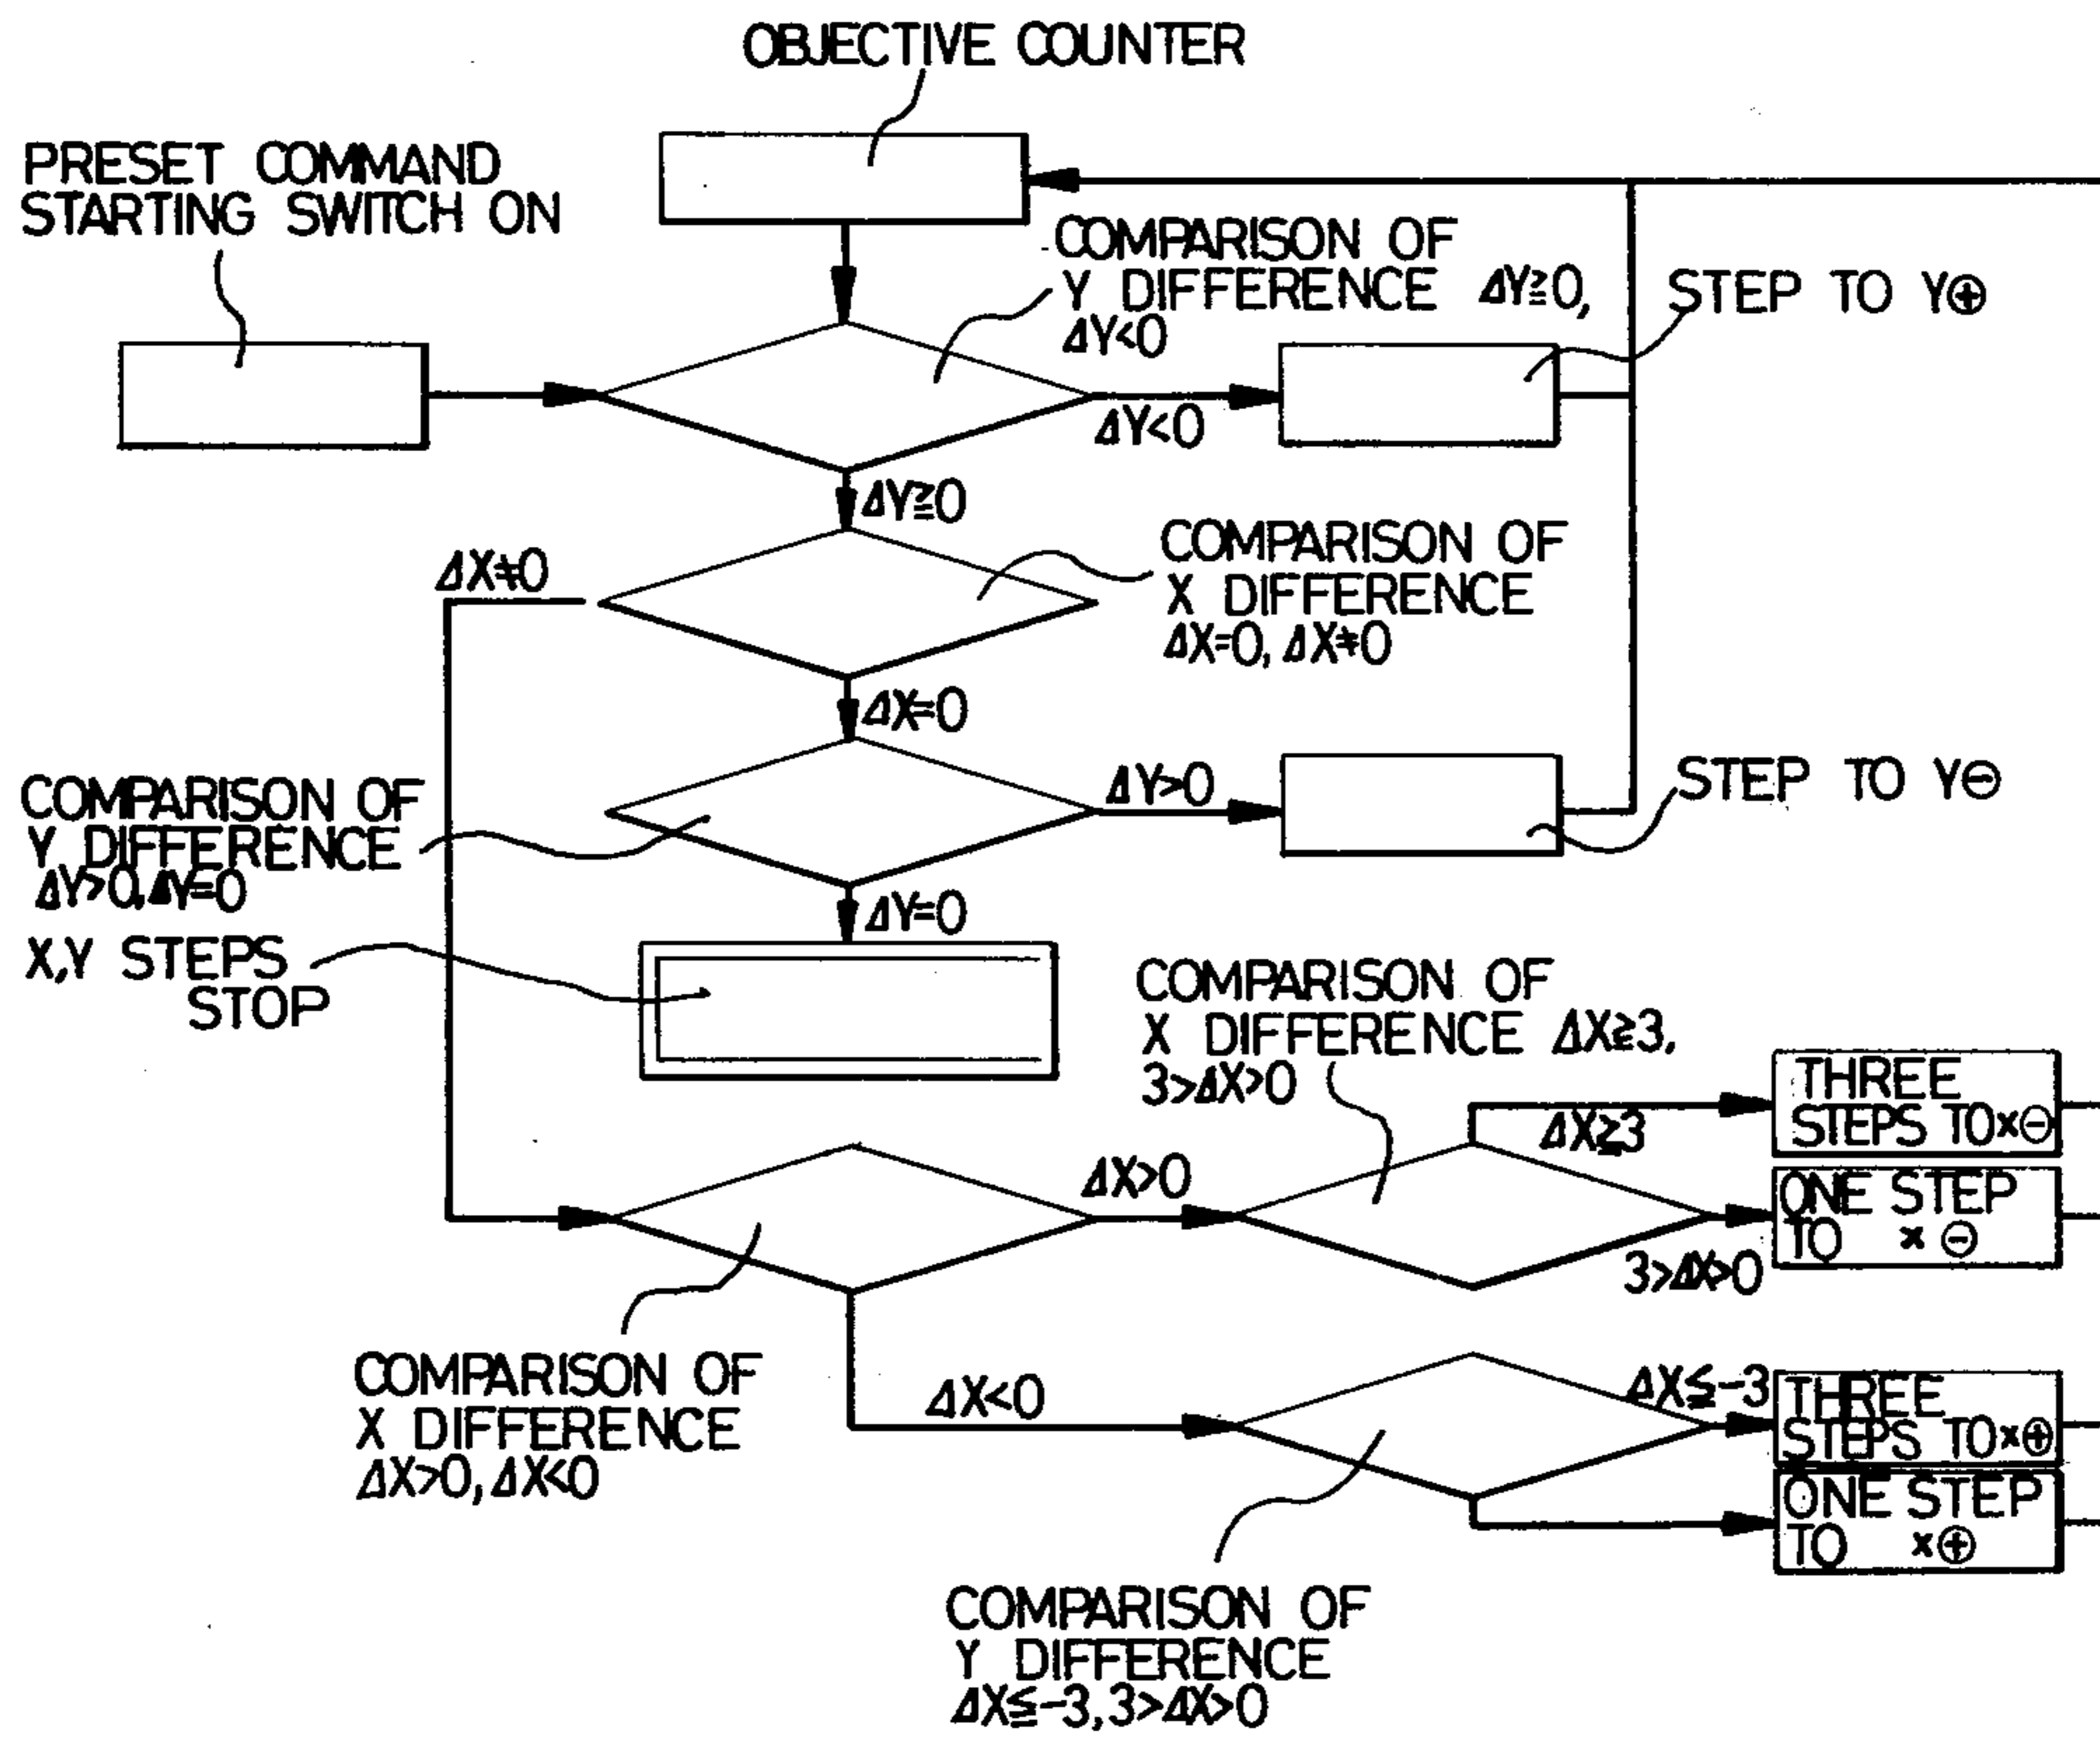 OBJECTIVE COUNTER
PRESET COMMAND
STARTING SWITCH ON
COMPARISON OF
Y DIFFERENCE ΔY≧0,
ΔY<0
STEP TO Y⊕
ΔY<0
ΔY≧0
ΔX≠0
COMPARISON OF
X DIFFERENCE
ΔX=0, ΔX≠0
ΔX=0
COMPARISON OF
Y DIFFERENCE
ΔY>0,ΔY=0
ΔY>0
STEP TO Y⊖
ΔY=0
X,Y STEPS
STOP
COMPARISON OF
X DIFFERENCE ΔX≧3,
3>ΔX>0
ΔX≧3
THREE
STEPS TO x⊖
ΔX>0
ONE STEP
TO x ⊖
3>ΔX>0
COMPARISON OF
X DIFFERENCE
ΔX>0, ΔX<0
ΔX<0
ΔX≦-3
THREE
STEPS TO x⊕
ONE STEP
TO x⊕
COMPARISON OF
Y DIFFERENCE
ΔX≦-3, 3>ΔX>0